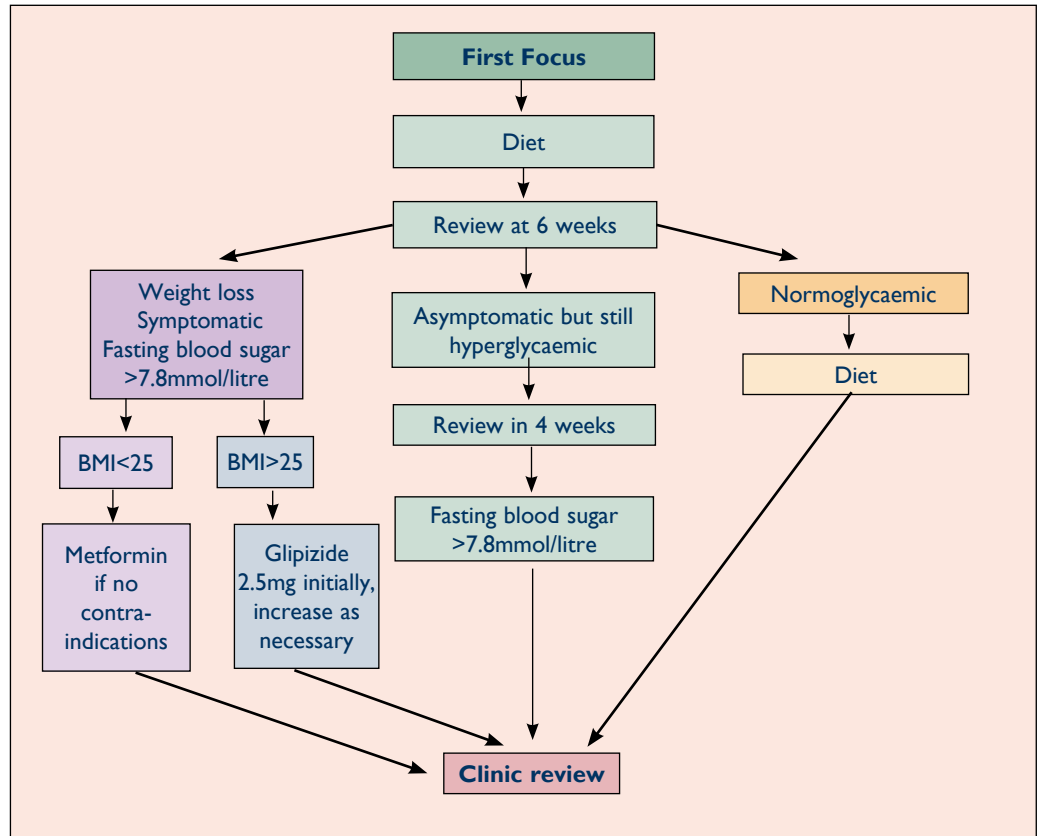 First Focus
Diet
Review at 6 weeks
Weight loss
Symptomatic
Fasting blood sugar
>7.8mmol/litre
Asymptomatic but still
hyperglycaemic
Normoglycaemic
Diet
Review in 4 weeks
BMI<25
BMI>25
Fasting blood sugar
>7.8mmol/litre
Metformin
if no
contra-
indications
Glipizide
2.5mg initially,
increase as
necessary
Clinic review